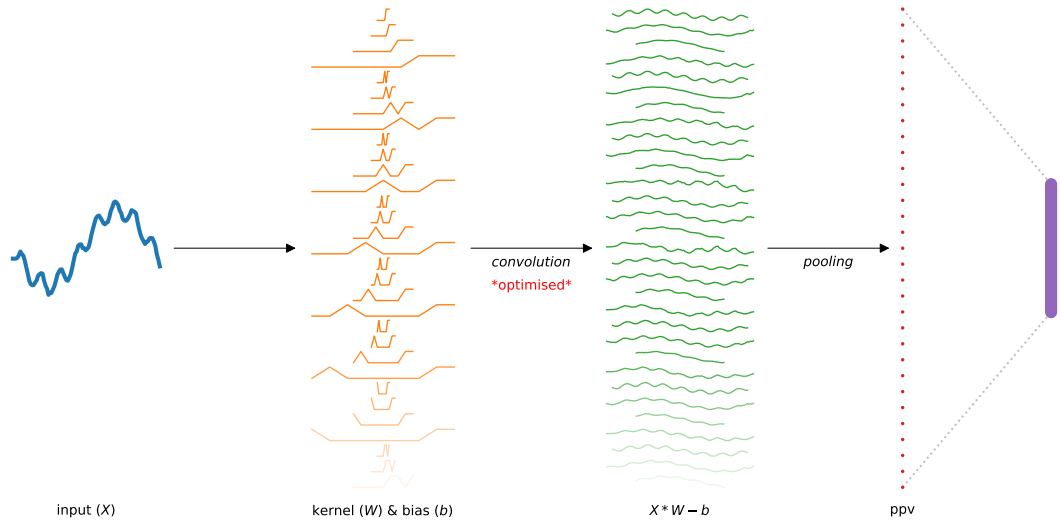 convolution
*optimised*
pooling
input (X)
kernel (W) & bias (b)
X * W − b
ppv